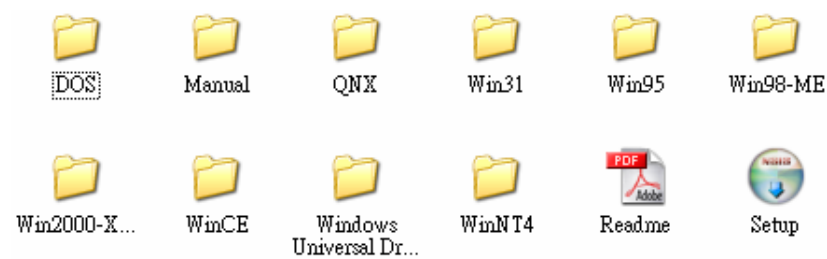 DOS
Manual
QNX
Win31
Win95
Win98-ME
Win2000-X...
WinCE
Windows
Universal Dr...
WinNT4
PDF
Adobe
Readme
Setup